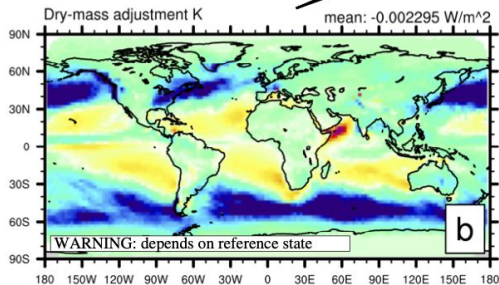 Dry-mass adjustment K mean: -0.002295 W/m^2
90N
60N
30N
0
30S
60S
90S
WARNING: depends on reference state
b
180 150W 120W 90W 60W 30W 0 30E 60E 90E 120E 150E 180